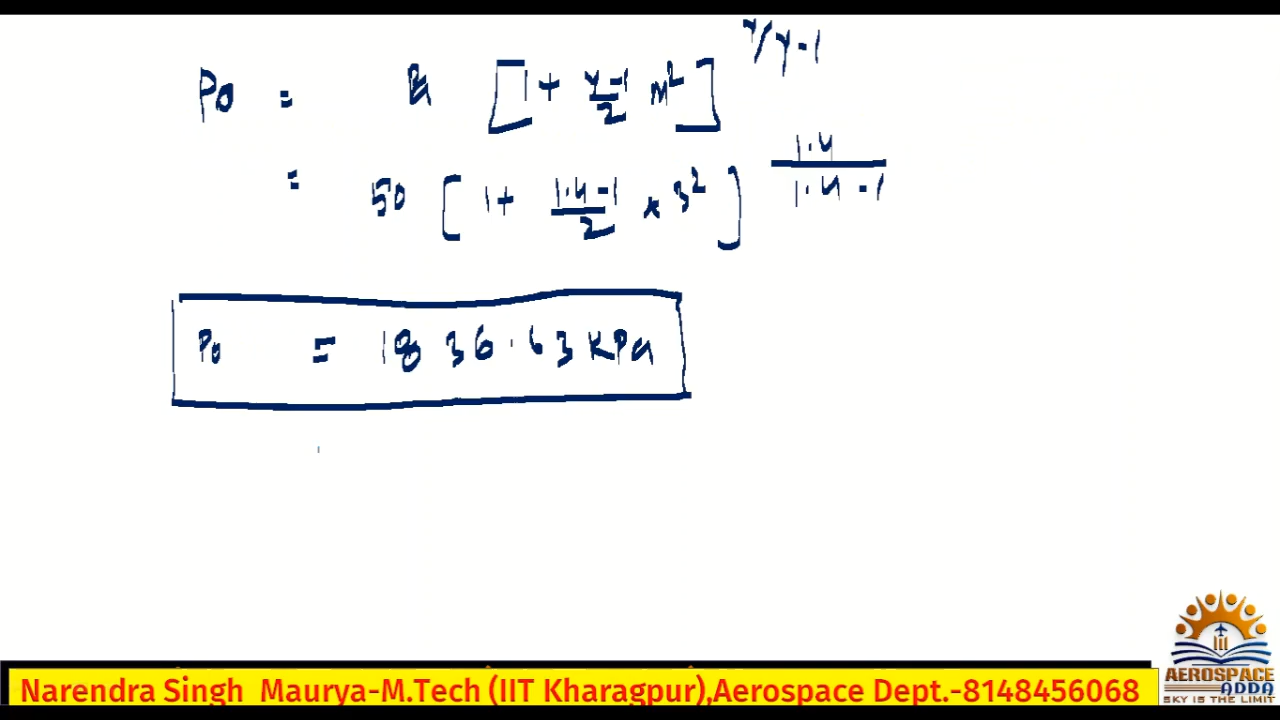 P0 = [1 + γ-1/2 M²]^γ/γ-1
= 50 [1 + 1.4-1/2 × 3²]^1.4/1.4-1
P0 = 1836.63 KPa
Narendra Singh Maurya-M.Tech (IIT Kharagpur),Aerospace Dept.-8148456068
AEROSPACE
ADDA
SKY IS THE LIMIT